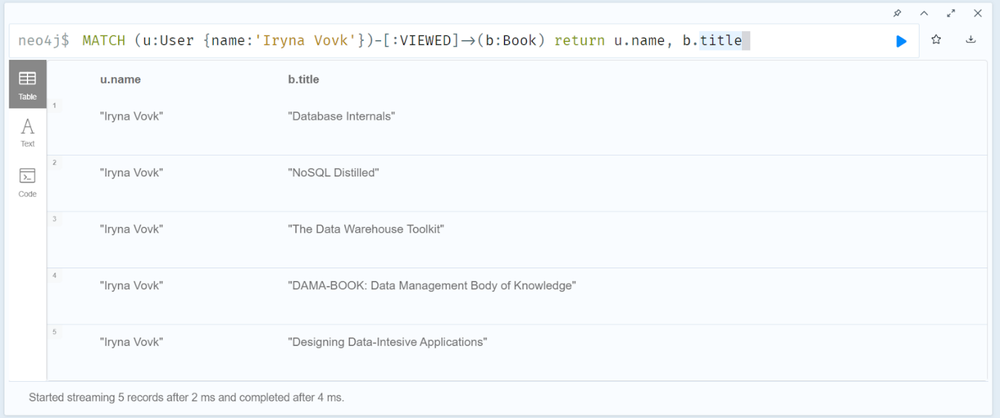 neo4j$ MATCH (u:User {name:'Iryna Vovk'})-[:VIEWED]->(b:Book) return u.name, b.title
Table
Text
Code
u.name b.title
1 "Iryna Vovk" "Database Internals"
2 "Iryna Vovk" "NoSQL Distilled"
3 "Iryna Vovk" "The Data Warehouse Toolkit"
4 "Iryna Vovk" "DAMA-BOOK: Data Management Body of Knowledge"
5 "Iryna Vovk" "Designing Data-Intesive Applications"
Started streaming 5 records after 2 ms and completed after 4 ms.